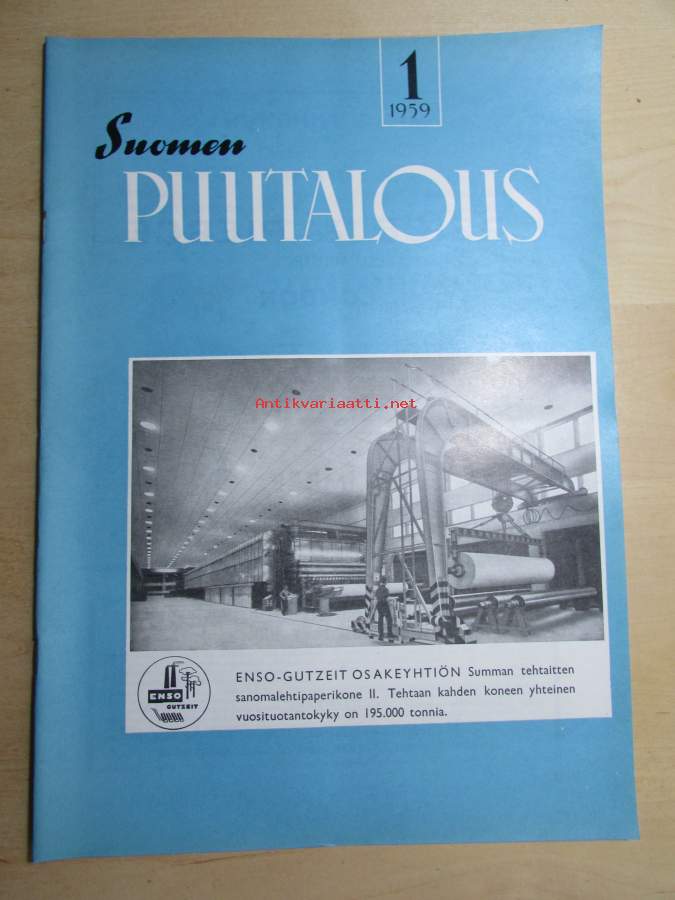 1
1959
Suomen
PUUTALOUS
Antikvariaatti.net
ENSO-GUTZEIT OSAKEYHTIÖN Summan tehtaitten
sanomalehtipaperikone II. Tehtaan kahden koneen yhteinen
vuosituotantokyky on 195.000 tonnia.
ENSO
GUTZEIT